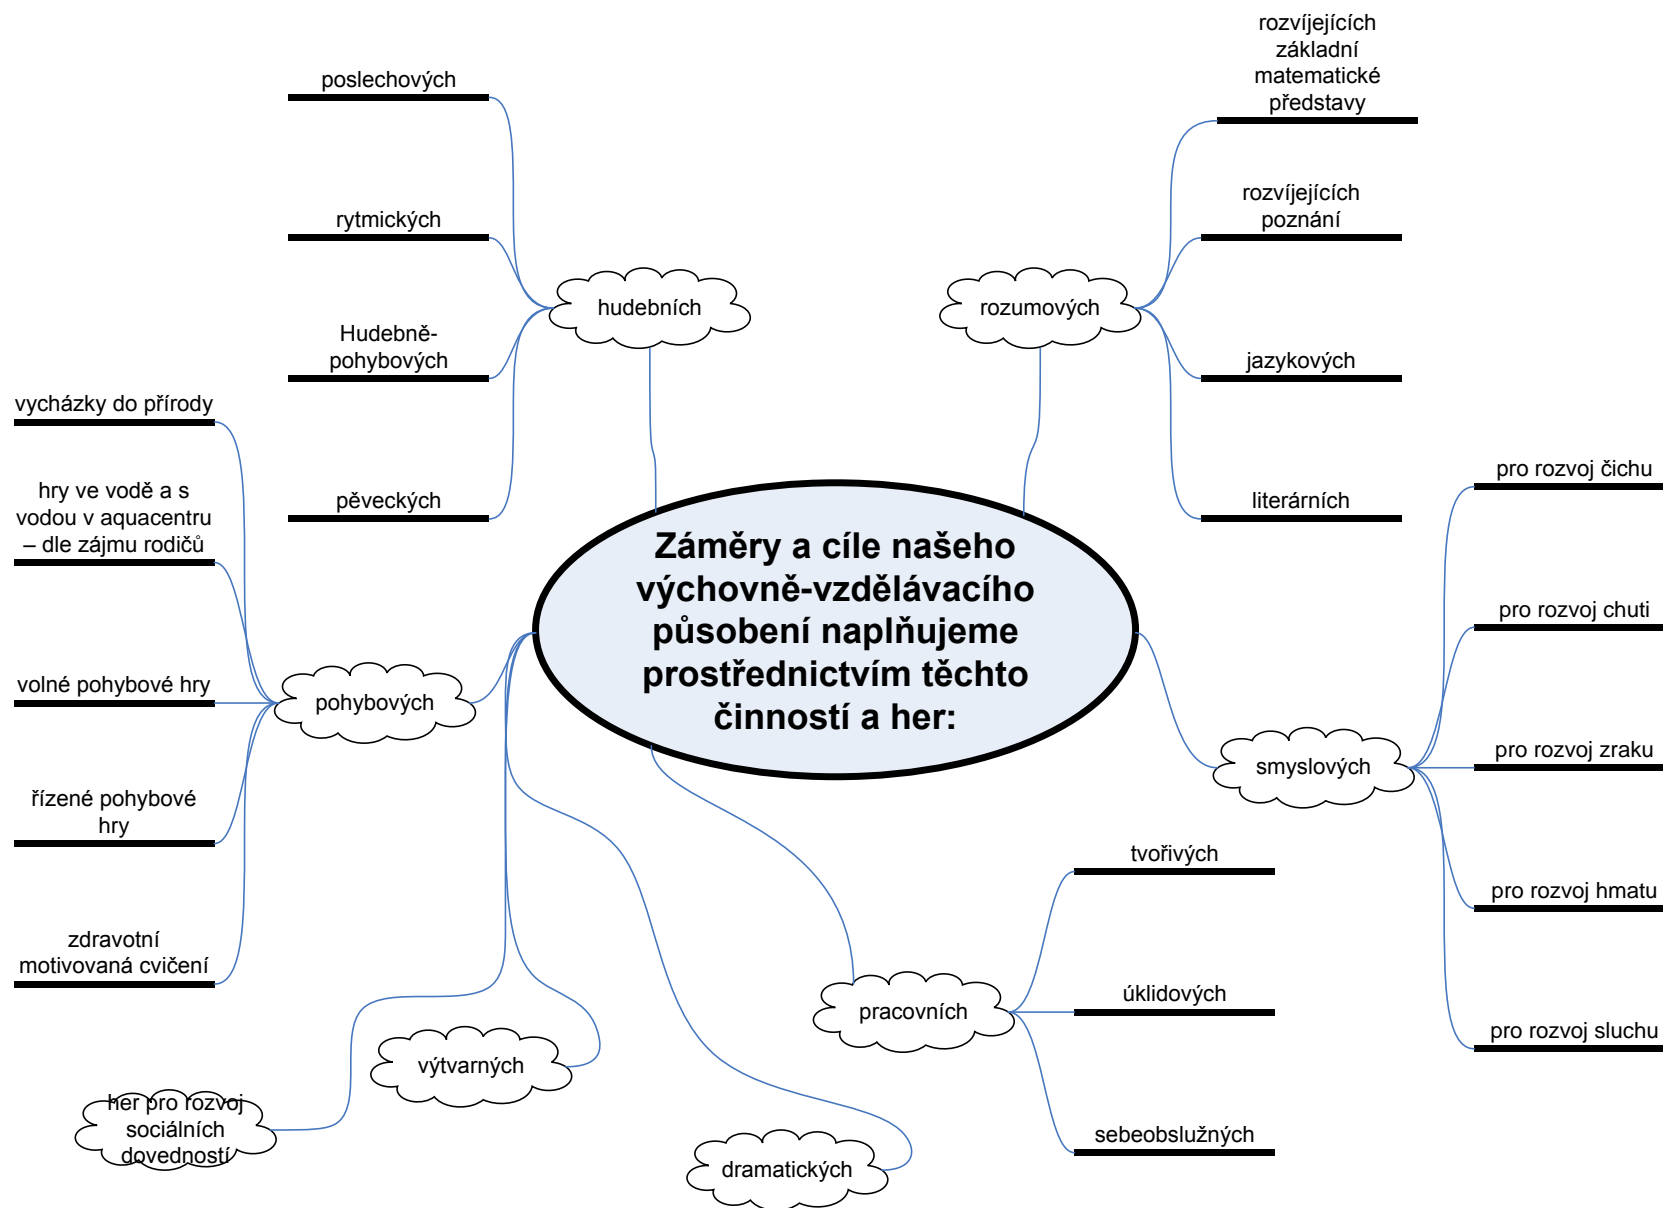 rozvíjejících
základní
matematické
představy
poslechových
rozvíjejících
poznání
rytmických
hudebních
rozumových
Hudebně-
pohybových
jazykových
vycházky do přírody
pěveckých
literárních
pro rozvoj čichu
hry ve vodě a s
vodou v aquacentru
– dle zájmu rodičů
Záměry a cíle našeho
výchovně-vzdělávacího
působení naplňujeme
prostřednictvím těchto
činností a her:
pro rozvoj chuti
volné pohybové hry
pohybových
pro rozvoj zraku
smyslových
řízené pohybové
hry
tvořivých
pro rozvoj hmatu
zdravotní
motivovaná cvičení
úklidových
pracovních
pro rozvoj sluchu
výtvarných
her pro rozvoj
sociálních
dovedností
sebeobslužných
dramatických